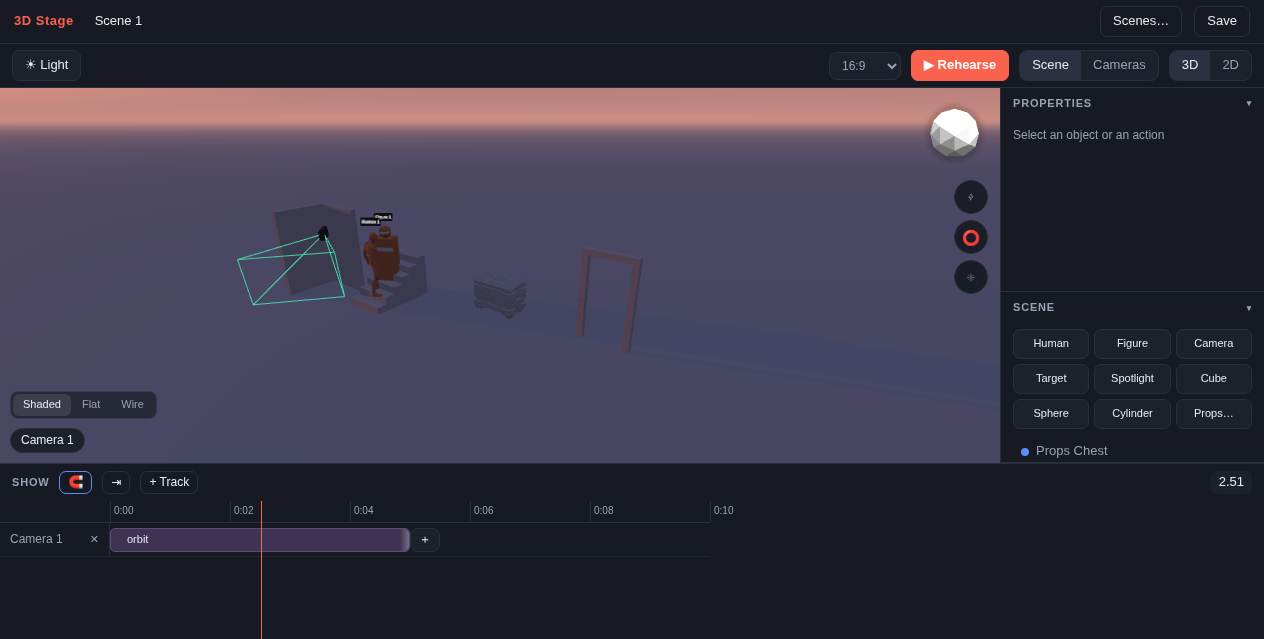 3D Stage
Scene 1
Scenes…
Save
☀ Light
16:9
▶ Rehearse
Scene
Cameras
3D
2D
PROPERTIES
Select an object or an action
SCENE
Human
Figure
Camera
Target
Spotlight
Cube
Sphere
Cylinder
Props…
Props Chest
Shaded
Flat
Wire
Camera 1
SHOW
+ Track
2.51
0:00
0:02
0:04
0:06
0:08
0:10
Camera 1 ×
orbit
+